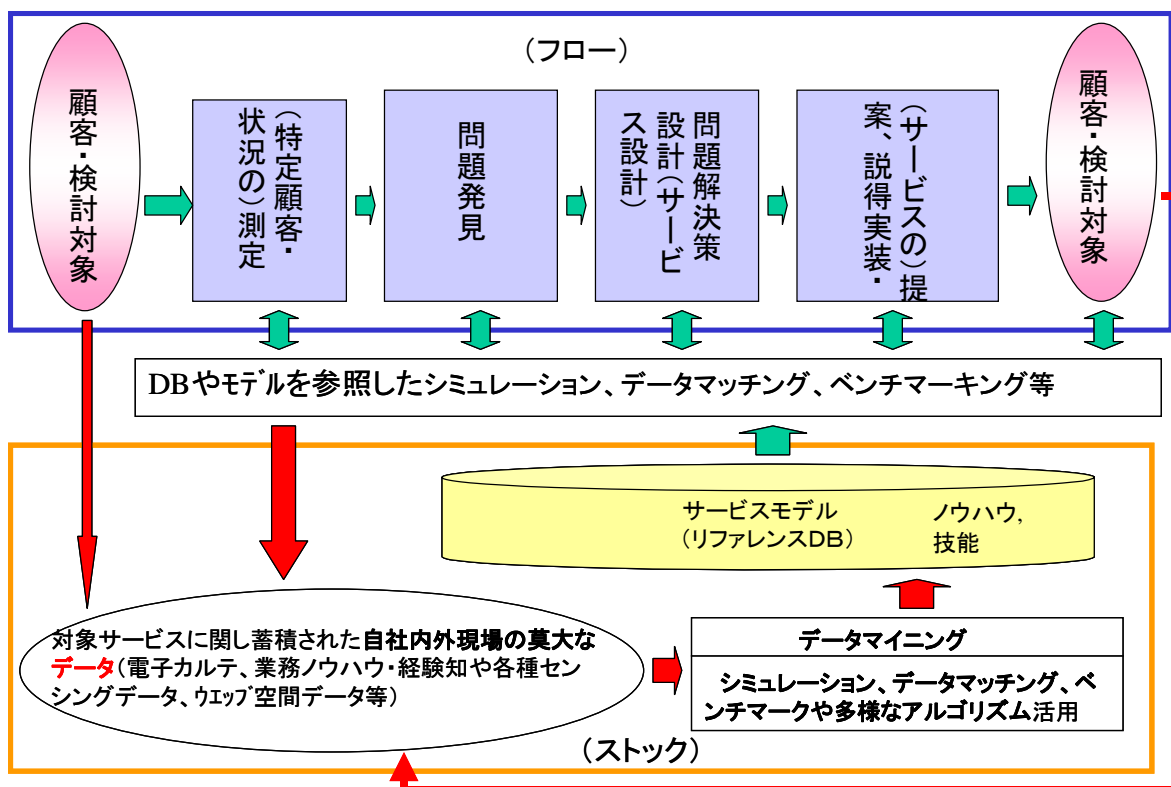 (フロー)
顧客・検討対象
(特定顧客・
状況の)測定
問題発見
問題解決策
設計(サービ
ス設計)
(サービスの)提
案、説得実装・
顧客・検討対象
DBやﾓﾃﾞﾙを参照したシミュレーション、データマッチング、ベンチマーキング等
サービスモデル
(リファレンスDB)
ノウハウ,
技能
対象サービスに関し蓄積された自社内外現場の莫大な
データ(電子カルテ、業務ノウハウ・経験知や各種セン
シングデータ、ウｴｯﾌﾞ空間データ等)
データマイニング
シミュレーション、データマッチング、ベ
ンチマークや多様なアルゴリズム活用
(ストック)